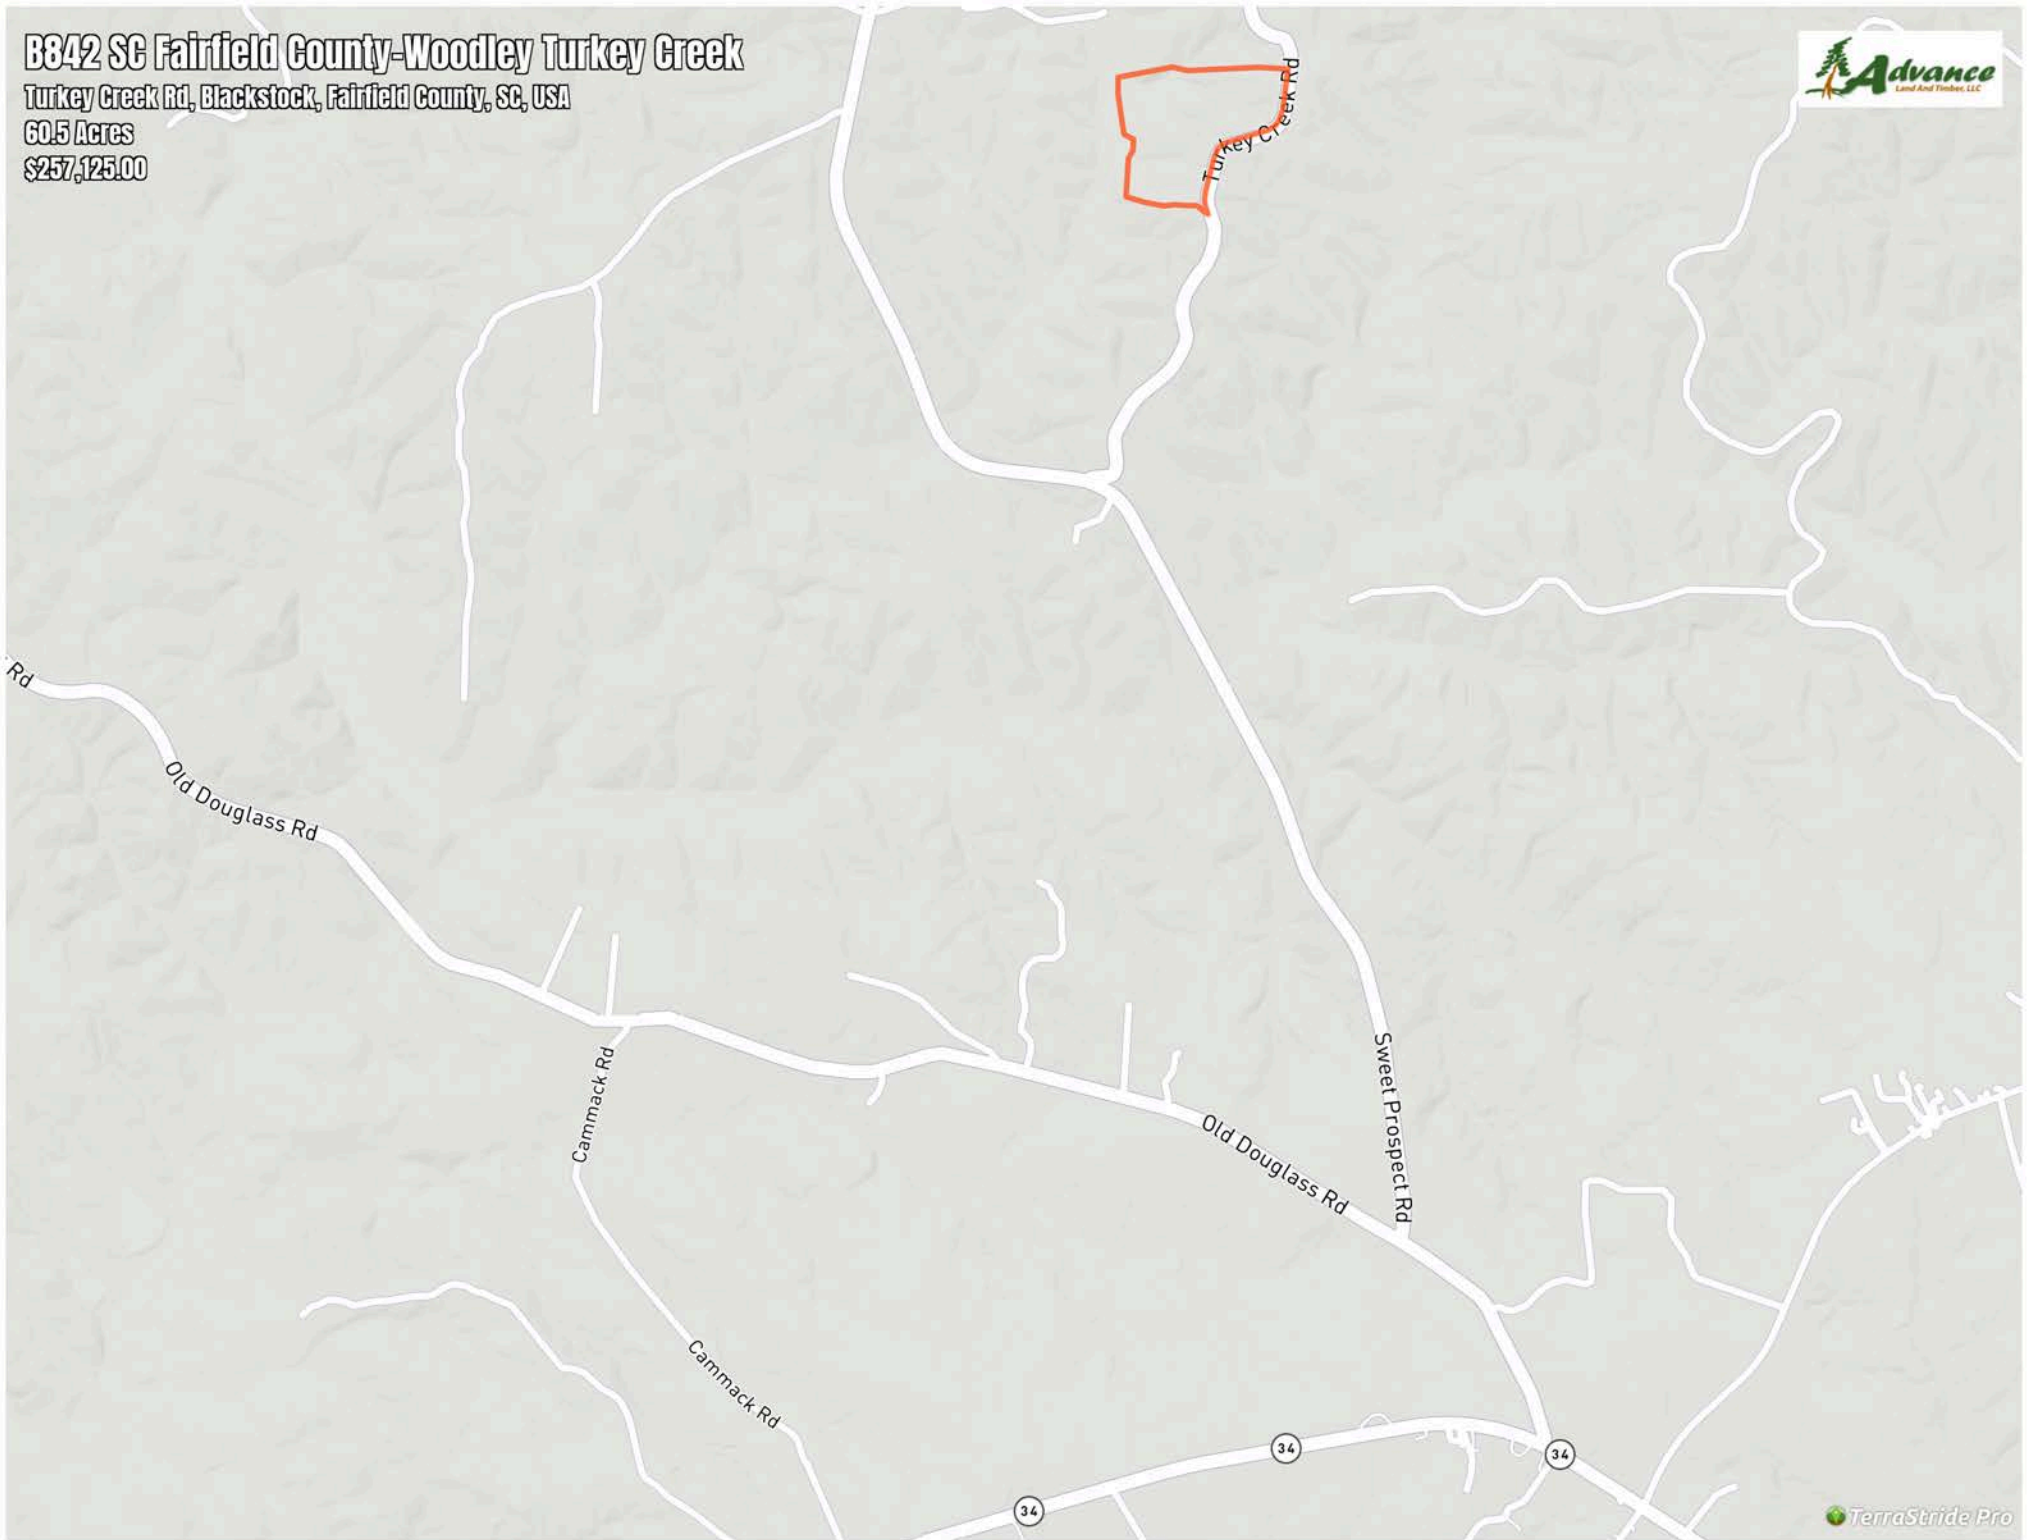 B842 SC Fairfield County-Woodley Turkey Creek
Turkey Creek Rd, Blackstock, Fairfield County, SC, USA
60.5 Acres
$257,125.00
Advance
Land And Timber, LLC
Turkey Creek Rd
Rd
Old Douglass Rd
Cammack Rd
Sweet Prospect Rd
Old Douglass Rd
Cammack Rd
34
34
34
TerraStride Pro